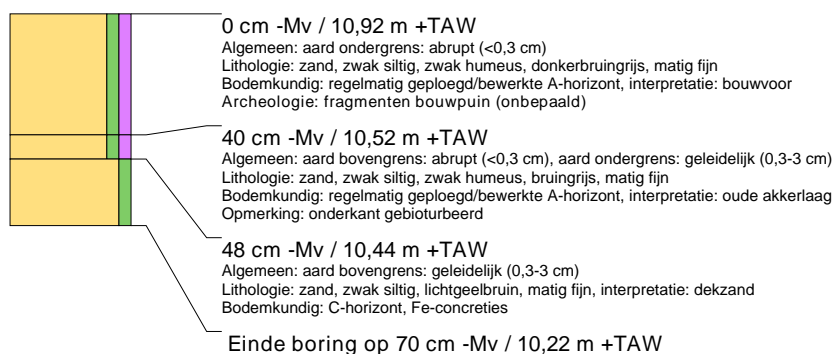 0 cm -Mv / 10,92 m +TAW
Algemeen: aard ondergrens: abrupt (<0,3 cm)
Lithologie: zand, zwak siltig, zwak humeus, donkerbruingrijs, matig fijn
Bodemkundig: regelmatig geploegd/bewerkte A-horizont, interpretatie: bouwvoor
Archeologie: fragmenten bouwpuin (onbepaald)
40 cm -Mv / 10,52 m +TAW
Algemeen: aard bovengrens: abrupt (<0,3 cm), aard ondergrens: geleidelijk (0,3-3 cm)
Lithologie: zand, zwak siltig, zwak humeus, bruingrijs, matig fijn
Bodemkundig: regelmatig geploegd/bewerkte A-horizont, interpretatie: oude akkerlaag
Opmerking: onderkant gebioturbeerd
48 cm -Mv / 10,44 m +TAW
Algemeen: aard bovengrens: geleidelijk (0,3-3 cm)
Lithologie: zand, zwak siltig, lichtgeelbruin, matig fijn, interpretatie: dekzand
Bodemkundig: C-horizont, Fe-concreties
Einde boring op 70 cm -Mv / 10,22 m +TAW